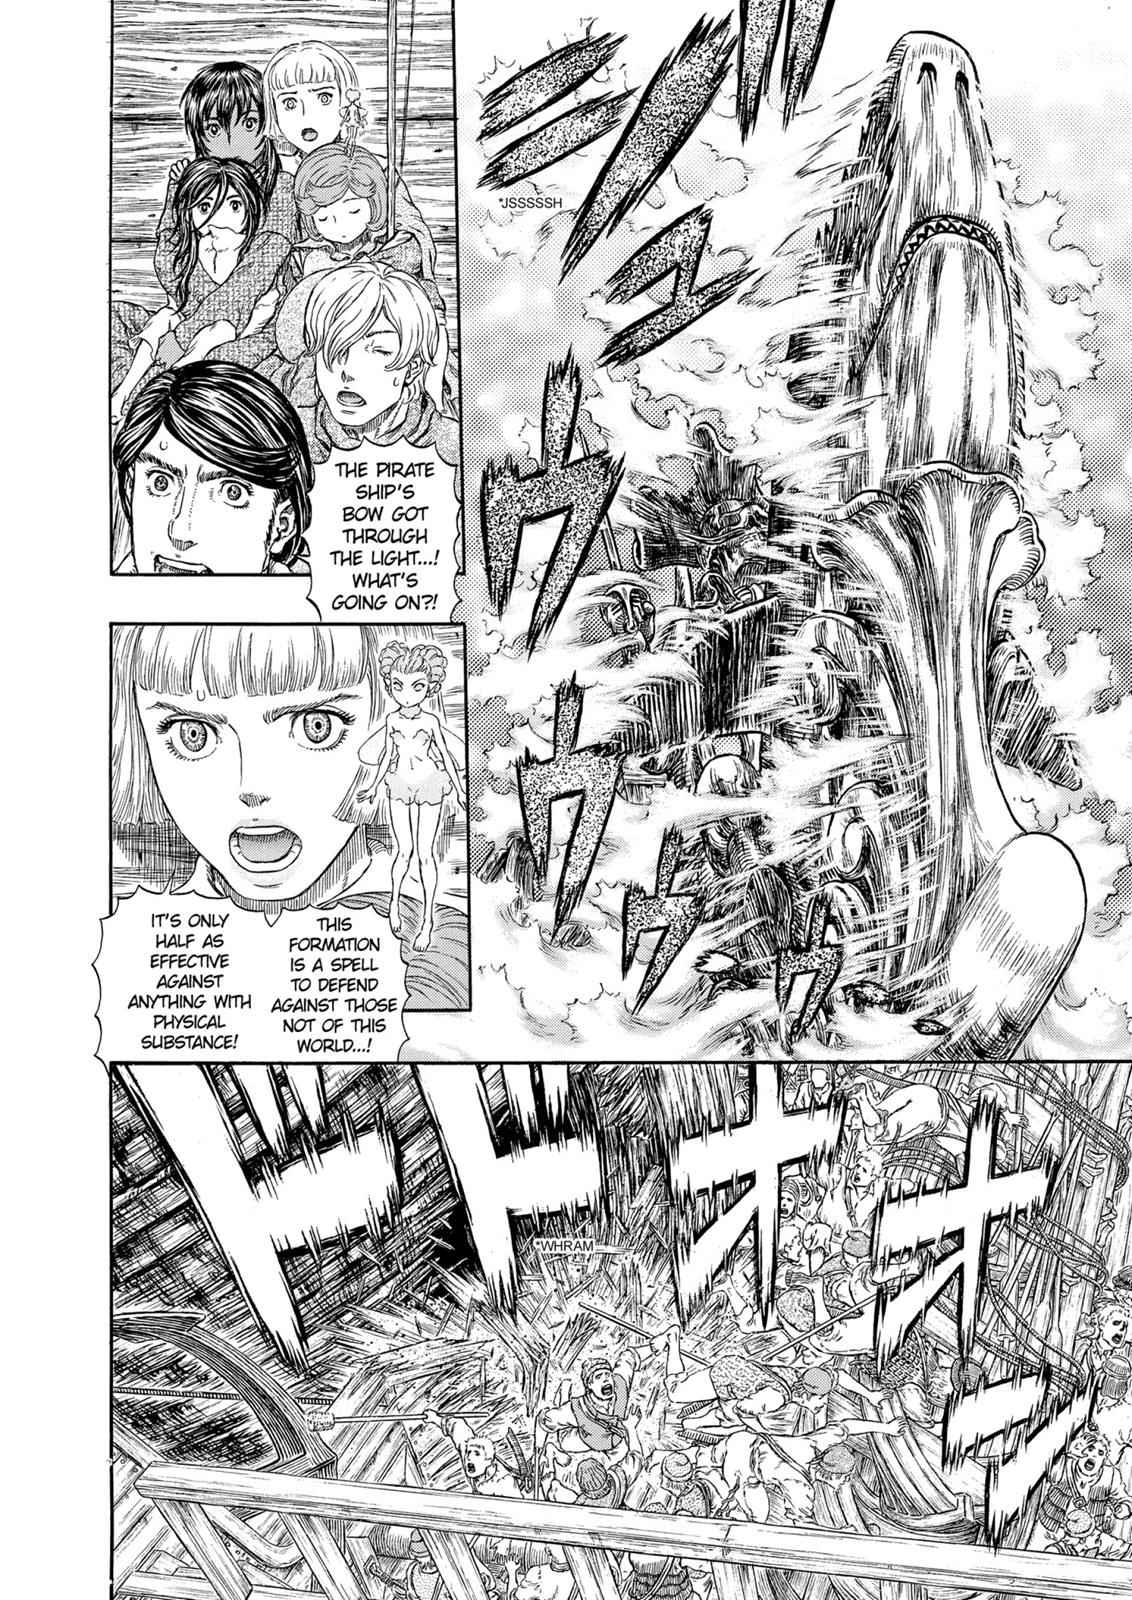 ジュウウウウ
*JSSSSSH
THE PIRATE
SHIP'S
BOW GOT
THROUGH
THE LIGHT...!
WHAT'S
GOING ON?!
THIS
FORMATION
IS A SPELL
TO DEFEND
AGAINST THOSE
NOT OF THIS
WORLD...!
IT'S ONLY
HALF AS
EFFECTIVE
AGAINST
ANYTHING WITH
PHYSICAL
SUBSTANCE!
ドドオオン
*WHRAM